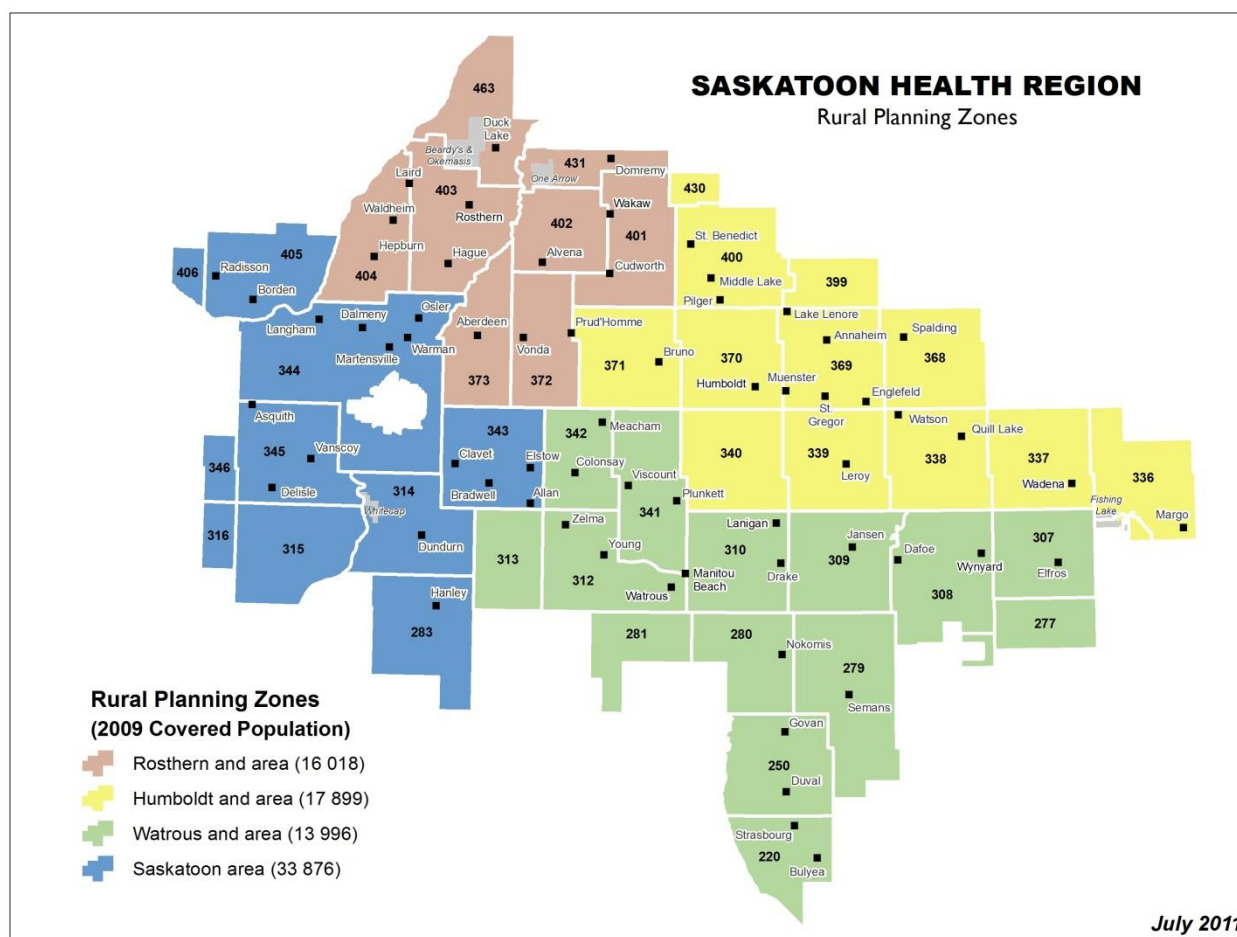 SASKATOON HEALTH REGION
Rural Planning Zones
463
Duck
Lake
Beardy's &
Okemasis
431
One Arrow
Domremy
Laird
403
430
Waldheim
Rosthern
402
Wakaw
401
St. Benedict
400
405
406
Radisson
Hepburn
404
Hague
Alvena
Cudworth
Middle Lake
399
Borden
Pilger
Langham
Dalmeny
Osler
Aberdeen
Prud'Homme
Lake Lenore
Annaheim
Spalding
Martensville
Warman
Vonda
344
373
372
371
Bruno
370
369
368
Humboldt
Muenster
St.
Gregor
Englefeld
Asquith
343
342
Meacham
Watson
Quill Lake
345
Vanscoy
Clavet
Elstow
Colonsay
340
339
338
337
336
346
Delisle
Bradwell
Allan
Viscount
Plunkett
Leroy
Wadena
314
Whitecap
341
Fishing
Lake
Margo
316
315
Dundurn
Zelma
Young
Lanigan
Jansen
Dafoe
307
313
312
310
309
Wynyard
Elfros
Manitou
Beach
Drake
Watrous
308
Hanley
283
281
280
277
Nokomis
279
Semans
Govan
250
Duval
Strasbourg
220
Bulyea
Rural Planning Zones
(2009 Covered Population)
Rosthern and area (16 018)
Humboldt and area (17 899)
Watrous and area (13 996)
Saskatoon area (33 876)
July 2011